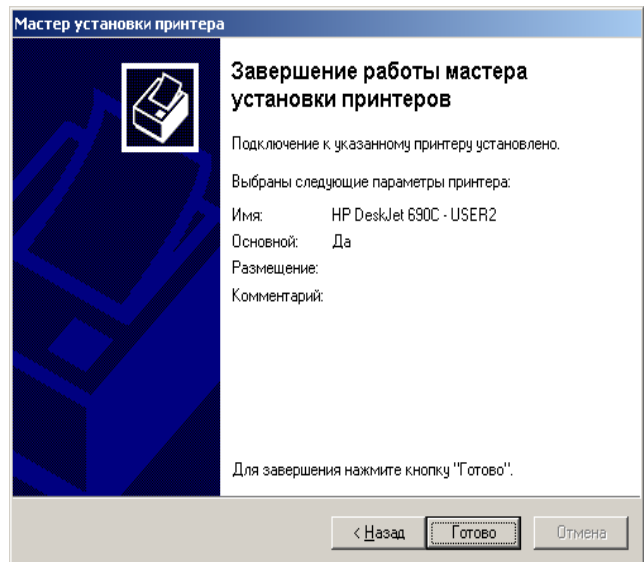 Мастер установки принтера
Завершение работы мастера
установки принтеров
Подключение к указанному принтеру установлено.
Выбраны следующие параметры принтера:
Имя: HP DeskJet 690C - USER2
Основной: Да
Размещение:
Комментарий:
Для завершения нажмите кнопку "Готово".
< Назад Готово Отмена